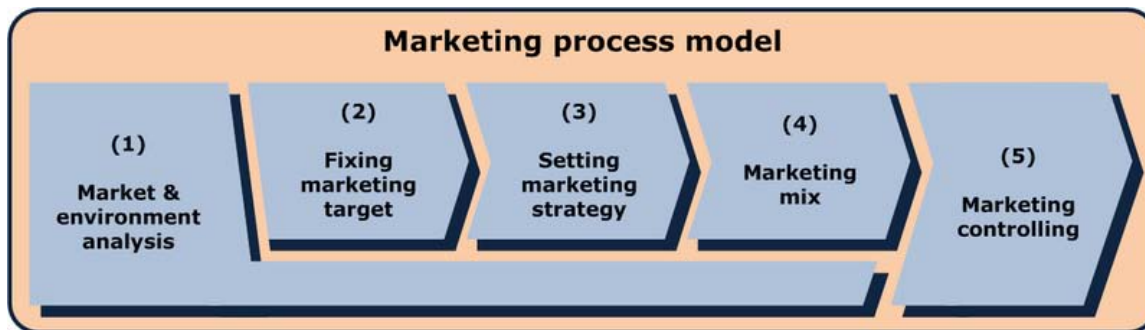 Marketing process model
(1)
Market &
environment
analysis
(2)
Fixing
marketing
target
(3)
Setting
marketing
strategy
(4)
Marketing
mix
(5)
Marketing
controlling